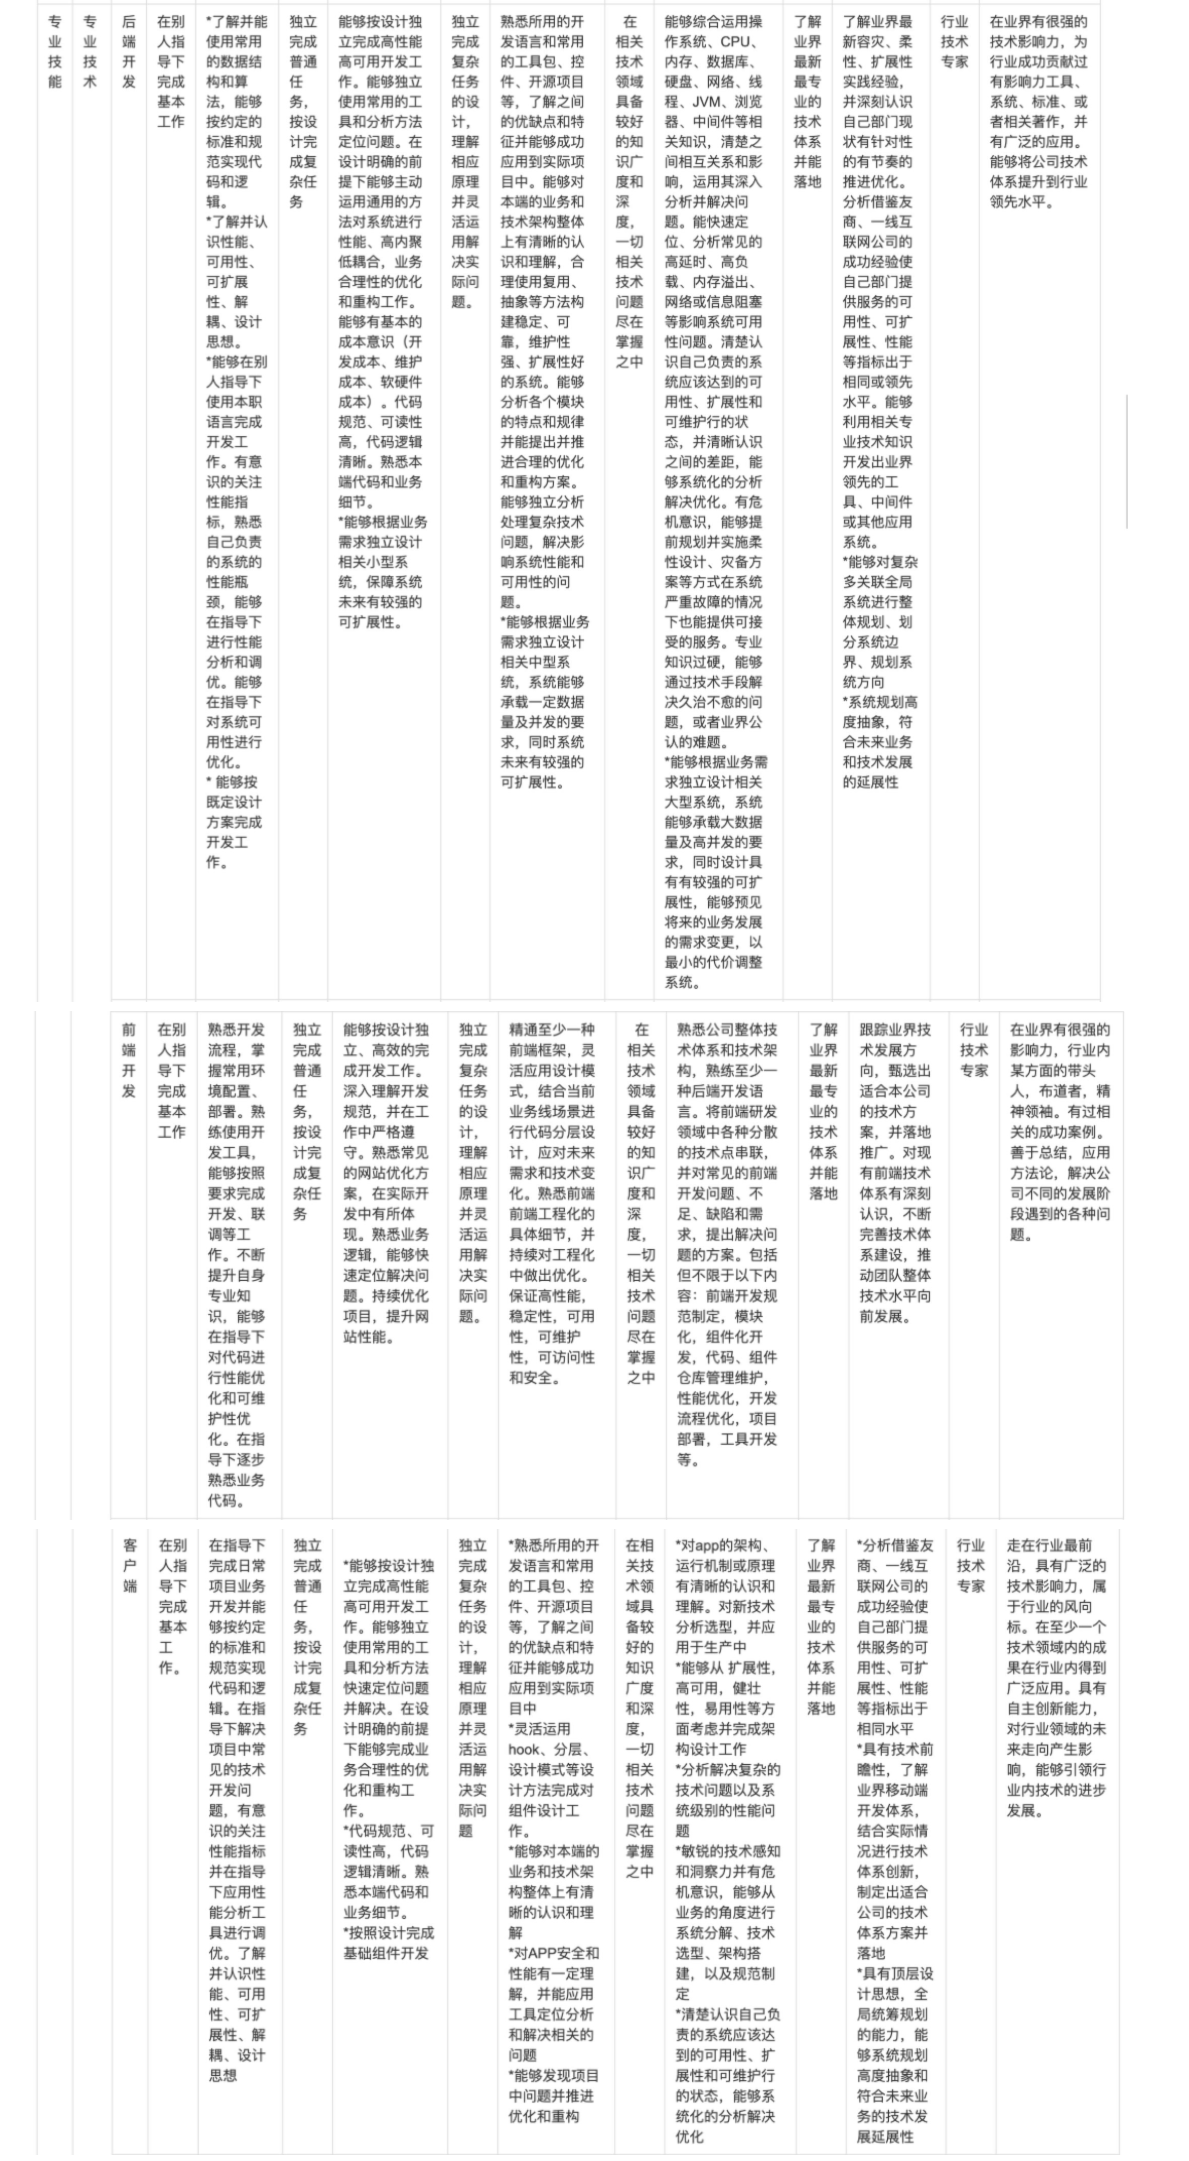 专
业
技
能
专
业
技
术
后
端
开
发
在别
人指
导下
完成
基本
工作
*了解并能
使用常用
的数据结
构和算
法，能够
按约定的
标准和规
范实现代
码和逻
辑。
*了解并认
识性能、
可用性、
可扩展
性、解
耦、设计
思想。
*能够在别
人指导下
使用本职
语言完成
开发工
作。有意
识的关注
性能指
标，熟悉
自己负责
的系统的
性能瓶
颈，能够
在指导下
进行性能
分析和调
优。能够
在指导下
对系统可
用性进行
优化。
* 能够按
既定设计
方案完成
开发工
作。
独立
完成
普通
任
务，
按设
计完
成复
杂任
务
能够按设计独
立完成高性能
高可用开发工
作。能够独立
使用常用的工
具和分析方法
定位问题。在
设计明确的前
提下能够主动
运用通用的方
法对系统进行
性能、高内聚
低耦合，业务
合理性的优化
和重构工作。
能够有基本的
成本意识（开
发成本、维护
成本、软硬件
成本）。代码
规范、可读性
高，代码逻辑
清晰。熟悉本
端代码和业务
细节。
*能够根据业务
需求独立设计
相关小型系
统，保障系统
未来有较强的
可扩展性。
独立
完成
复杂
任务
的设
计，
理解
相应
原理
并灵
活运
用解
决实
际问
题。
熟悉所用的开
发语言和常用
的工具包、控
件、开源项目
等，了解之间
的优缺点和特
征并能够成功
应用到实际项
目中。能够对
本端的业务和
技术架构整体
上有清晰的认
识和理解，合
理使用复用、
抽象等方法构
建稳定、可
靠，维护性
强、扩展性好
的系统。能够
分析各个模块
的特点和规律
并能提出并推
进合理的优化
和重构方案。
能够独立分析
处理复杂技术
问题，解决影
响系统性能和
可用性的问
题。
*能够根据业务
需求独立设计
相关中型系
统，系统能够
承载一定数据
量及并发的要
求，同时系统
未来有较强的
可扩展性。
在
相关
技术
领域
具备
较好
的知
识广
度和
深
度，
一切
相关
技术
问题
尽在
掌握
之中
能够综合运用操
作系统、CPU、
内存、数据库、
硬盘、网络、线
程、JVM、浏览
器、中间件等相
关知识，清楚之
间相互关系和影
响，运用其深入
分析并解决问
题。能快速定
位、分析常见的
高延时、高负
载、内存溢出、
网络或信息阻塞
等影响系统可用
性问题。清楚认
识自己负责的系
统应该达到的可
用性、扩展性和
可维护行的状
态，并清晰认识
之间的差距，能
够系统化的分析
解决优化。有危
机意识，能够提
前规划并实施柔
性设计、灾备方
案等方式在系统
严重故障的情况
下也能提供可接
受的服务。专业
知识过硬，能够
通过技术手段解
决久治不愈的问
题，或者业界公
认的难题。
*能够根据业务需
求独立设计相关
大型系统，系统
能够承载大数据
量及高并发的要
求，同时设计具
有有较强的可扩
展性，能够预见
将来的业务发展
的需求变更，以
最小的代价调整
系统。
了解
业界
最新
最专
业的
技术
体系
并能
落地
了解业界最
新容灾、柔
性、扩展性
实践经验，
并深刻认识
自己部门现
状有针对性
的有节奏的
推进优化。
分析借鉴友
商、一线互
联网公司的
成功经验使
自己部门提
供服务的可
用性、可扩
展性、性能
等指标出于
相同或领先
水平。能够
利用相关专
业技术知识
开发出业界
领先的工
具、中间件
或其他应用
系统。
*能够对复杂
多关联全局
系统进行整
体规划、划
分系统边
界、规划系
统方向
*系统规划高
度抽象，符
合未来业务
和技术发展
的延展性
行业
技术
专家
在业界有很强的
技术影响力，为
行业成功贡献过
有影响力工具、
系统、标准、或
者相关著作，并
有广泛的应用。
能够将公司技术
体系提升到行业
领先水平。
前
端
开
发
在别
人指
导下
完成
基本
工作
熟悉开发
流程，掌
握常用环
境配置、
部署。熟
练使用开
发工具，
能够按照
要求完成
开发、联
调等工
作。不断
提升自身
专业知
识，能够
在指导下
对代码进
行性能优
化和可维
护性优
化。在指
导下逐步
熟悉业务
代码。
独立
完成
普通
任
务，
按设
计完
成复
杂任
务
能够按设计独
立、高效的完
成开发工作。
深入理解开发
规范，并在工
作中严格遵
守。熟悉常见
的网站优化方
案，在实际开
发中有所体
现。熟悉业务
逻辑，能够快
速定位解决问
题。持续优化
项目，提升网
站性能。
独立
完成
复杂
任务
的设
计，
理解
相应
原理
并灵
活运
用解
决实
际问
题。
精通至少一种
前端框架，灵
活应用设计模
式，结合当前
业务线场景进
行代码分层设
计，应对未来
需求和技术变
化。熟悉前端
前端工程化的
具体细节，并
持续对工程化
中做出优化。
保证高性能，
稳定性，可用
性，可维护
性，可访问性
和安全。
在
相关
技术
领域
具备
较好
的知
识广
度和
深
度，
一切
相关
技术
问题
尽在
掌握
之中
熟悉公司整体技
术体系和技术架
构，熟练至少一
种后端开发语
言。将前端研发
领域中各种分散
的技术点串联，
并对常见的前端
开发问题、不
足、缺陷和需
求，提出解决问
题的方案。包括
但不限于以下内
容：前端开发规
范制定，模块
化，组件化开
发，代码、组件
仓库管理维护，
性能优化，开发
流程优化，项目
部署，工具开发
等。
了解
业界
最新
最专
业的
技术
体系
并能
落地
跟踪业界技
术发展方
向，甄选出
适合本公司
的技术方
案，并落地
推广。对现
有前端技术
体系有深刻
认识，不断
完善技术体
系建设，推
动团队整体
技术水平向
前发展。
行业
技术
专家
在业界有很强的
影响力，行业内
某方面的带头
人，布道者，精
神领袖。有过相
关的成功案例。
善于总结，应用
方法论，解决公
司不同的发展阶
段遇到的各种问
题。
客
户
端
在别
人指
导下
完成
基本
工
作。
在指导下
完成日常
项目业务
开发并能
够按约定
的标准和
规范实现
代码和逻
辑。在指
导下解决
项目中常
见的技术
开发问
题，有意
识的关注
性能指标
并在指导
下应用性
能分析工
具进行调
优。了解
并认识性
能、可用
性、可扩
展性、解
耦、设计
思想
独立
完成
普通
任
务，
按设
计完
成复
杂任
务
*能够按设计独
立完成高性能
高可用开发工
作。能够独立
使用常用的工
具和分析方法
快速定位问题
并解决。在设
计明确的前提
下能够完成业
务合理性的优
化和重构工
作。
*代码规范、可
读性高，代码
逻辑清晰。熟
悉本端代码和
业务细节。
*按照设计完成
基础组件开发
独立
完成
复杂
任务
的设
计，
理解
相应
原理
并灵
活运
用解
决实
际问
题
*熟悉所用的开
发语言和常用
的工具包、控
件、开源项目
等，了解之间
的优缺点和特
征并能够成功
应用到实际项
目中
*灵活运用
hook、分层、
设计模式等设
计方法完成对
组件设计工
作。
*能够对本端的
业务和技术架
构整体上有清
晰的认识和理
解
*对APP安全和
性能有一定理
解，并能应用
工具定位分析
和解决相关的
问题
*能够发现项目
中问题并推进
优化和重构
在相
关技
术领
域具
备较
好的
知识
广度
和深
度，
一切
相关
技术
问题
尽在
掌握
之中
*对app的架构、
运行机制或原理
有清晰的认识和
理解。对新技术
分析选型，并应
用于生产中
*能够从 扩展性，
高可用，健壮
性，易用性等方
面考虑并完成架
构设计工作
*分析解决复杂的
技术问题以及系
统级别的性能问
题
*敏锐的技术感知
和洞察力并有危
机意识，能够从
业务的角度进行
系统分解、技术
选型、架构搭
建，以及规范制
定
*清楚认识自己负
责的系统应该达
到的可用性、扩
展性和可维护行
的状态，能够系
统化的分析解决
优化
了解
业界
最新
最专
业的
技术
体系
并能
落地
*分析借鉴友
商、一线互
联网公司的
成功经验使
自己部门提
供服务的可
用性、可扩
展性、性能
等指标出于
相同水平
*具有技术前
瞻性，了解
业界移动端
开发体系，
结合实际情
况进行技术
体系创新，
制定出适合
公司的技术
体系方案并
落地
*具有顶层设
计思想，全
局统筹规划
的能力，能
够系统规划
高度抽象和
符合未来业
务的技术发
展延展性
行业
技术
专家
走在行业最前
沿，具有广泛的
技术影响力，属
于行业的风向
标。在至少一个
技术领域内的成
果在行业内得到
广泛应用。具有
自主创新能力，
对行业领域的未
来走向产生影
响，能够引领行
业内技术的进步
发展。